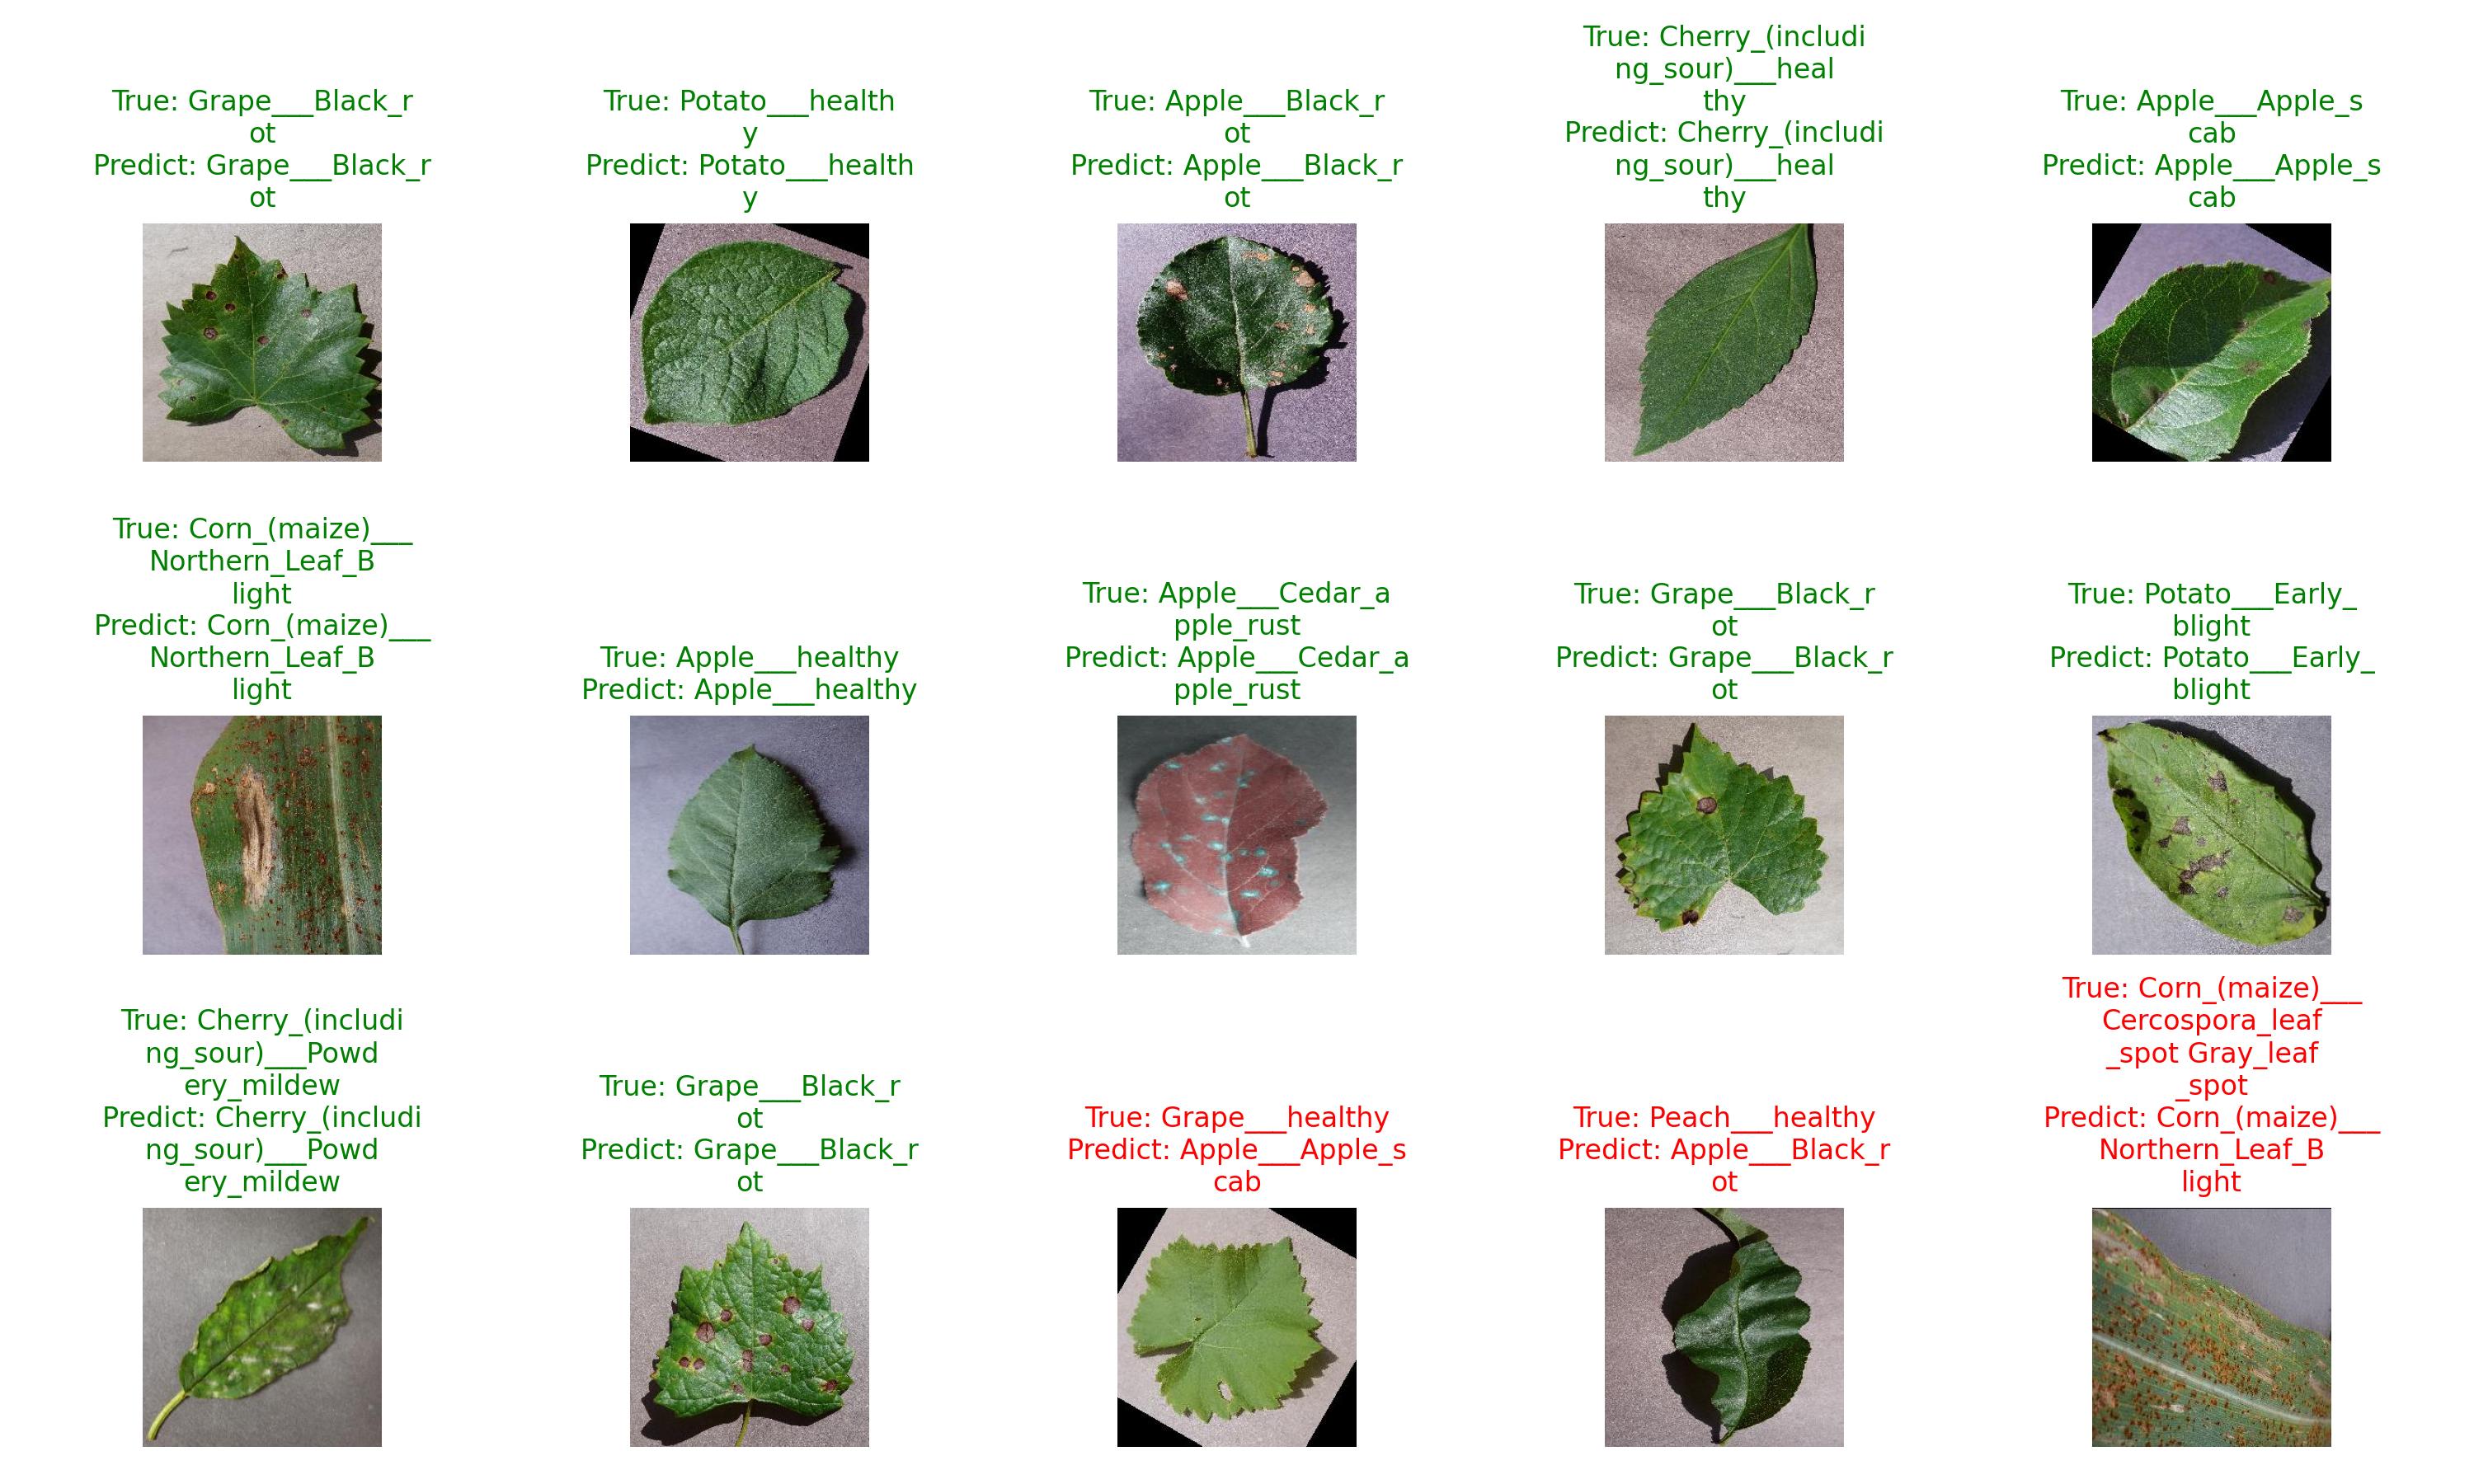 True: Grape___Black_r
ot
Predict: Grape___Black_r
ot
True: Potato___health
y
Predict: Potato___health
y
True: Apple___Black_r
ot
Predict: Apple___Black_r
ot
True: Cherry_(includi
ng_sour)___heal
thy
Predict: Cherry_(includi
ng_sour)___heal
thy
True: Apple___Apple_s
cab
Predict: Apple___Apple_s
cab
True: Corn_(maize)___
Northern_Leaf_B
light
Predict: Corn_(maize)___
Northern_Leaf_B
light
True: Apple___healthy
Predict: Apple___healthy
True: Apple___Cedar_a
pple_rust
Predict: Apple___Cedar_a
pple_rust
True: Grape___Black_r
ot
Predict: Grape___Black_r
ot
True: Potato___Early_
blight
Predict: Potato___Early_
blight
True: Cherry_(includi
ng_sour)___Powd
ery_mildew
Predict: Cherry_(includi
ng_sour)___Powd
ery_mildew
True: Grape___Black_r
ot
Predict: Grape___Black_r
ot
True: Grape___healthy
Predict: Apple___Apple_s
cab
True: Peach___healthy
Predict: Apple___Black_r
ot
True: Corn_(maize)___
Cercospora_leaf
_spot Gray_leaf
_spot
Predict: Corn_(maize)___
Northern_Leaf_B
light